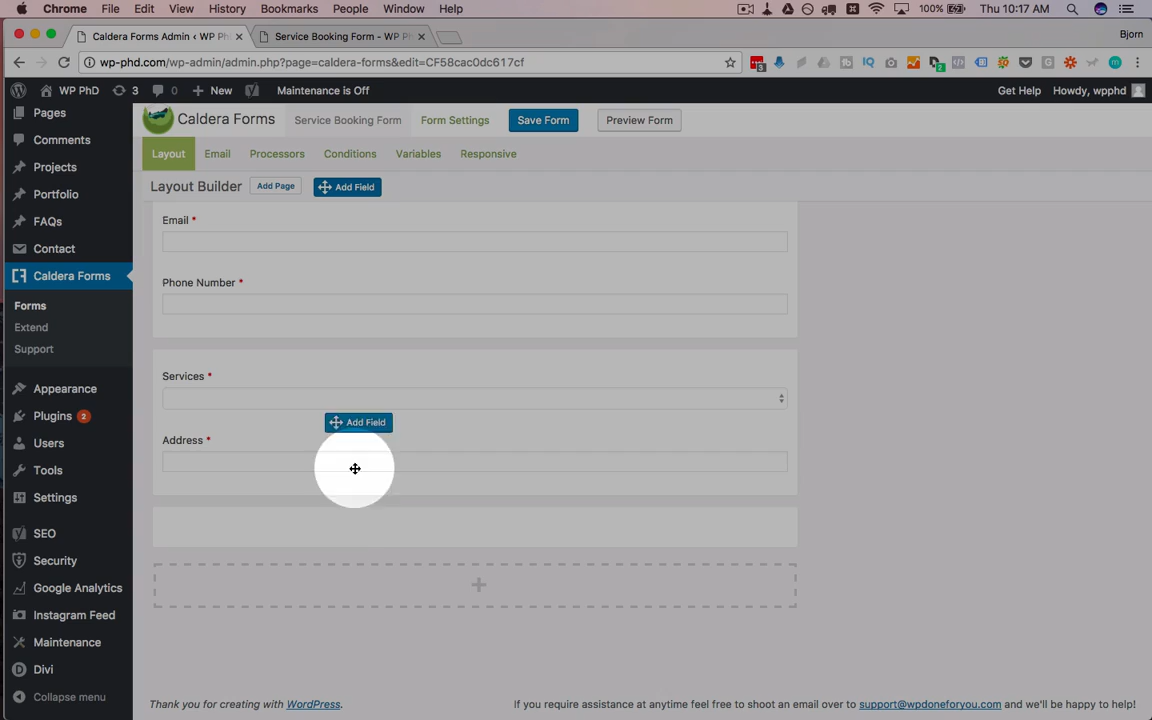 Chrome File Edit View History Bookmarks People Window Help 100% Thu 10:17 AM
Caldera Forms Admin ‹ WP Ph Service Booking Form - WP P Bjorn
wp-phd.com/wp-admin/admin.php?page=caldera-forms&edit=CF58cac0dc617cf
WP PhD 3 0 New Maintenance is Off Get Help Howdy, wpphd
Pages
Comments
Projects
Portfolio
FAQs
Contact
Caldera Forms
Forms
Extend
Support
Appearance
Plugins 2
Users
Tools
Settings
SEO
Security
Google Analytics
Instagram Feed
Maintenance
Divi
Collapse menu
Caldera Forms Service Booking Form Form Settings Save Form Preview Form
Layout Email Processors Conditions Variables Responsive
Layout Builder Add Page Add Field
Email *
Phone Number *
Services *
Add Field
Address *
+
Thank you for creating with WordPress. If you require assistance at anytime feel free to shoot an email over to support@wpdoneforyou.com and we'll be happy to help!